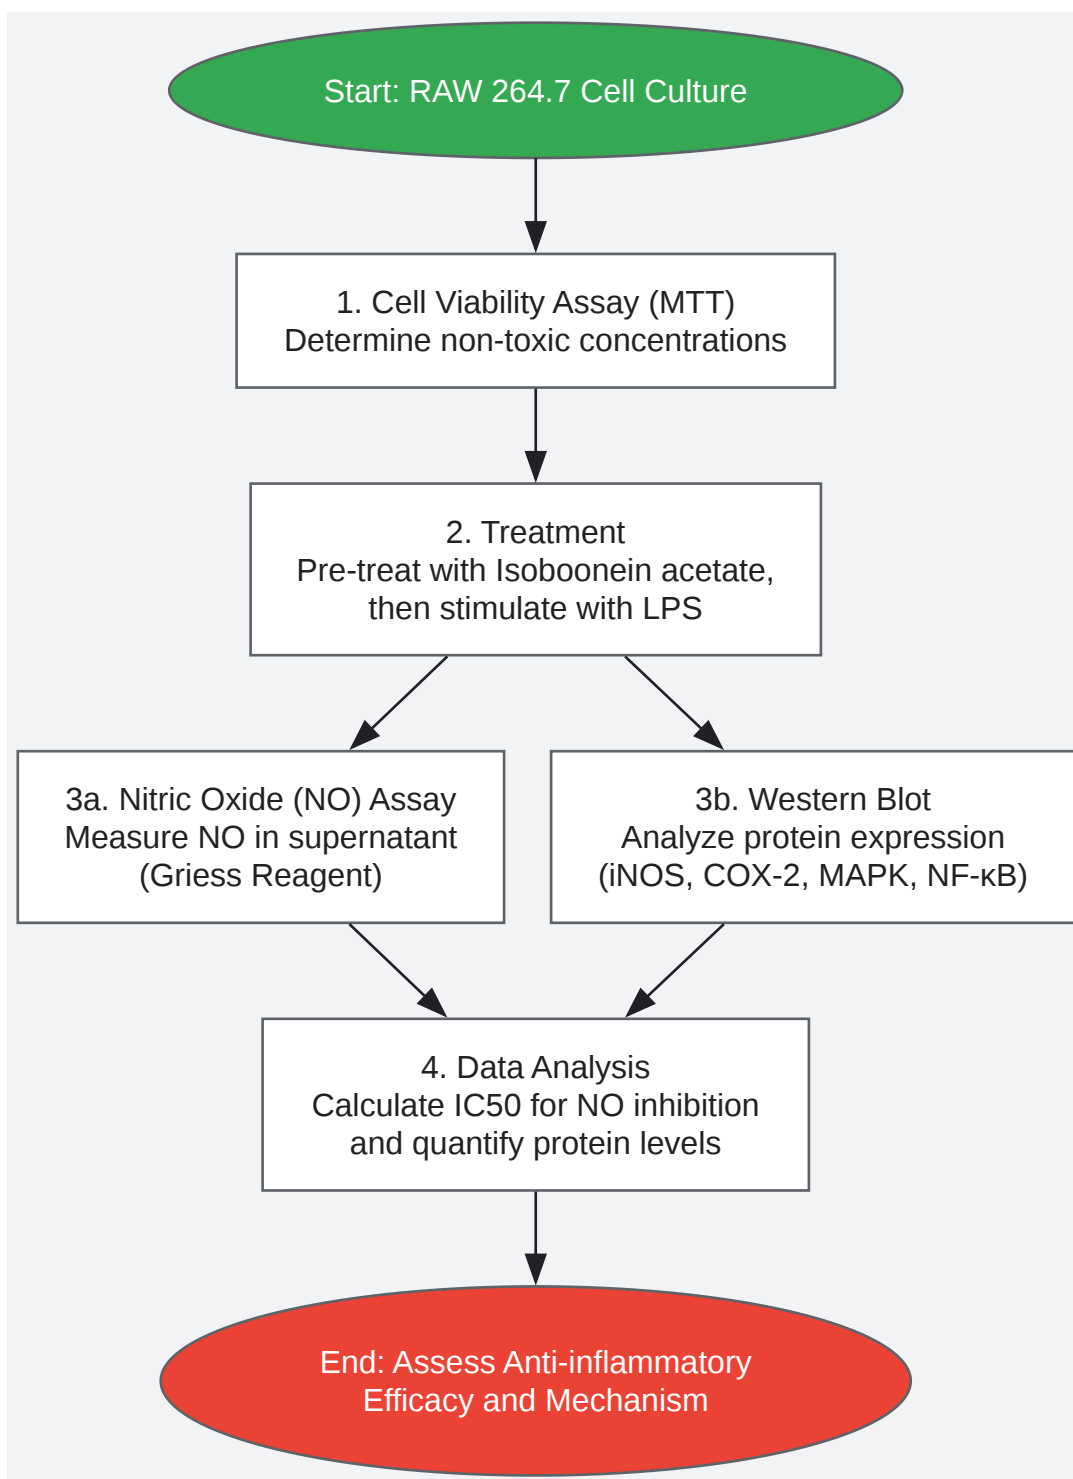 Start: RAW 264.7 Cell Culture
1. Cell Viability Assay (MTT)
Determine non-toxic concentrations
2. Treatment
Pre-treat with Isoboonein acetate,
then stimulate with LPS
3a. Nitric Oxide (NO) Assay
Measure NO in supernatant
(Griess Reagent)
3b. Western Blot
Analyze protein expression
(iNOS, COX-2, MAPK, NF-κB)
4. Data Analysis
Calculate IC50 for NO inhibition
and quantify protein levels
End: Assess Anti-inflammatory
Efficacy and Mechanism